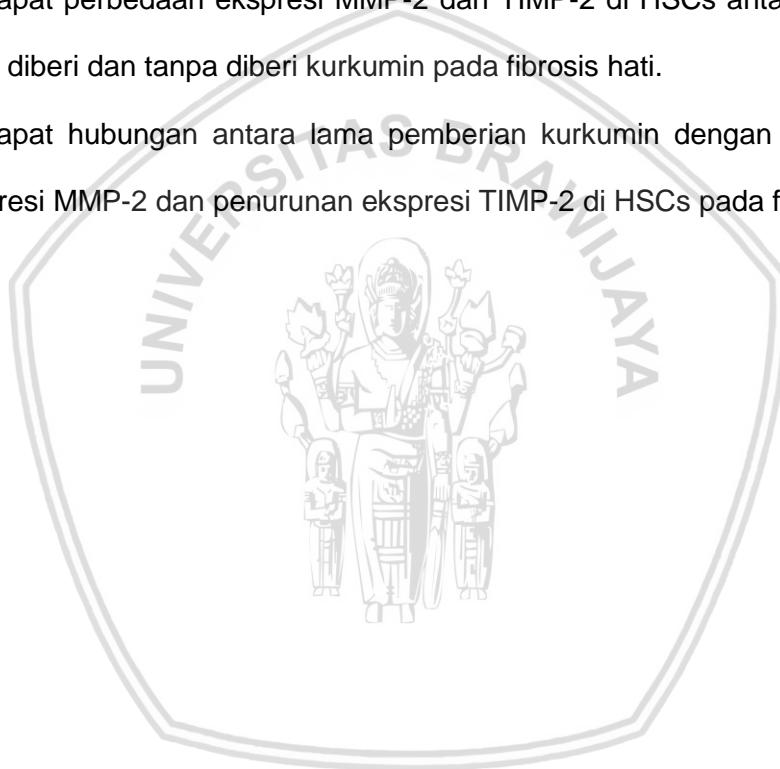 apat perbedaan ekspresi MMP-2 dan TIMP-2 di HSCs anta
diberi dan tanpa diberi kurkumin pada fibrosis hati.
apat hubungan antara lama pemberian kurkumin dengan
resi MMP-2 dan penurunan ekspresi TIMP-2 di HSCs pada f
UNIVERSITAS BRAWIJAYA